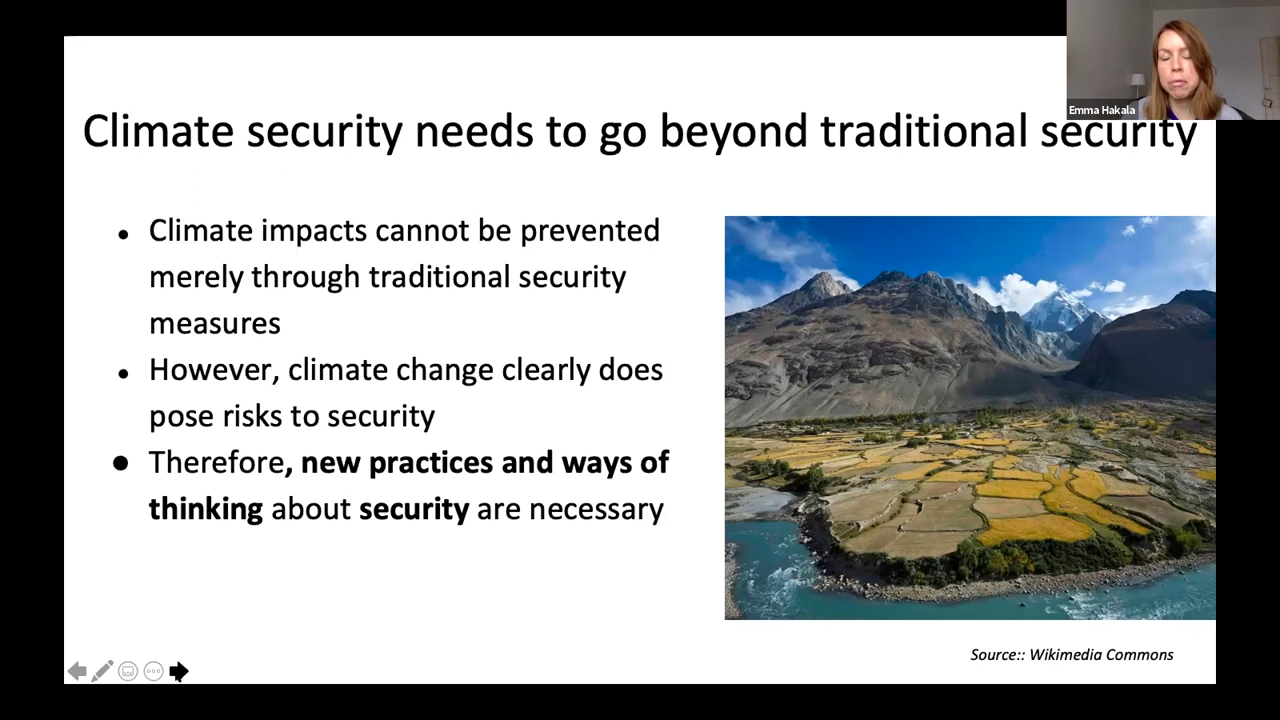 Emma Hakala
Climate security needs to go beyond traditional security
• Climate impacts cannot be prevented
merely through traditional security
measures
• However, climate change clearly does
pose risks to security
• Therefore, new practices and ways of
thinking about security are necessary
Source:: Wikimedia Commons